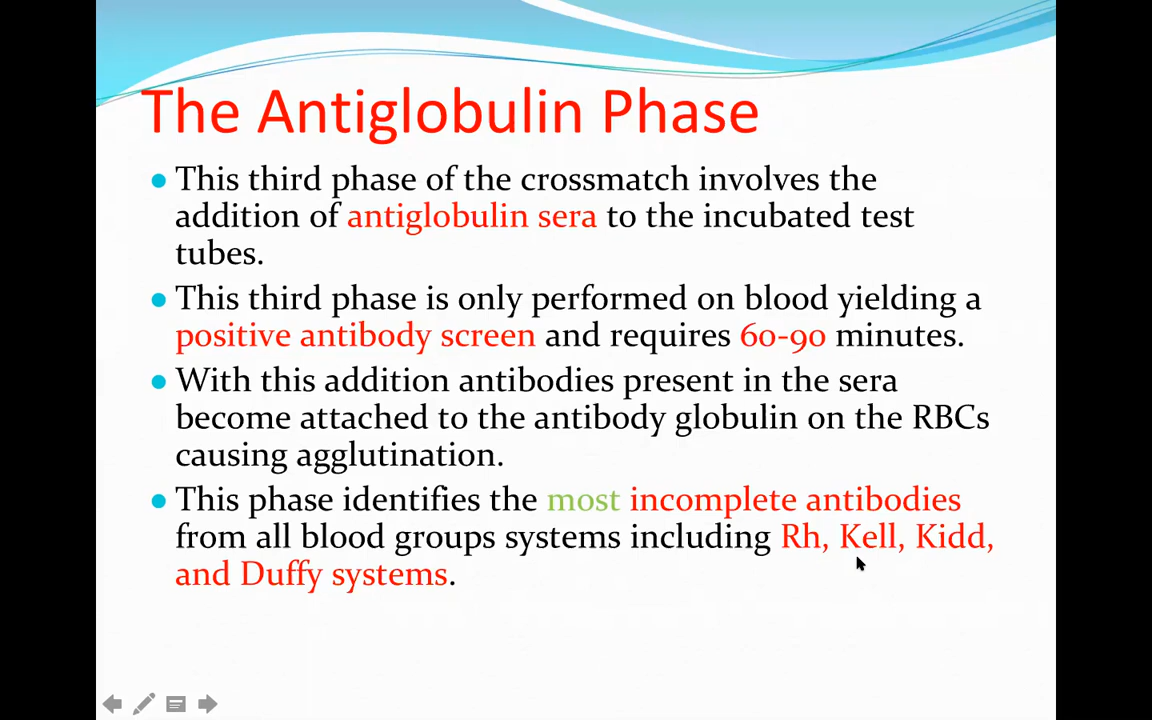 The Antiglobulin Phase
This third phase of the crossmatch involves the
addition of antiglobulin sera to the incubated test
tubes.
This third phase is only performed on blood yielding a
positive antibody screen and requires 60-90 minutes.
With this addition antibodies present in the sera
become attached to the antibody globulin on the RBCs
causing agglutination.
This phase identifies the most incomplete antibodies
from all blood groups systems including Rh, Kell, Kidd,
and Duffy systems.